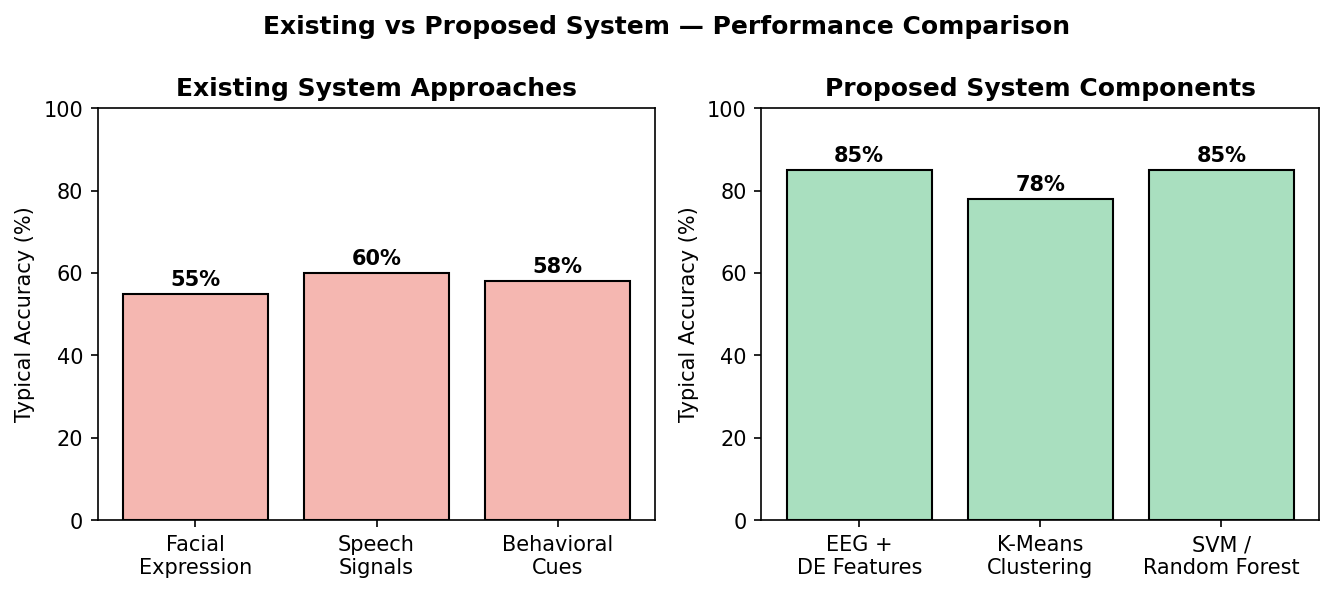 Existing vs Proposed System — Performance Comparison
Existing System Approaches
Typical Accuracy (%)
100
80
60
40
20
0
55%
60%
58%
Facial
Expression
Speech
Signals
Behavioral
Cues
Proposed System Components
Typical Accuracy (%)
100
80
60
40
20
0
85%
78%
85%
EEG +
DE Features
K-Means
Clustering
SVM /
Random Forest